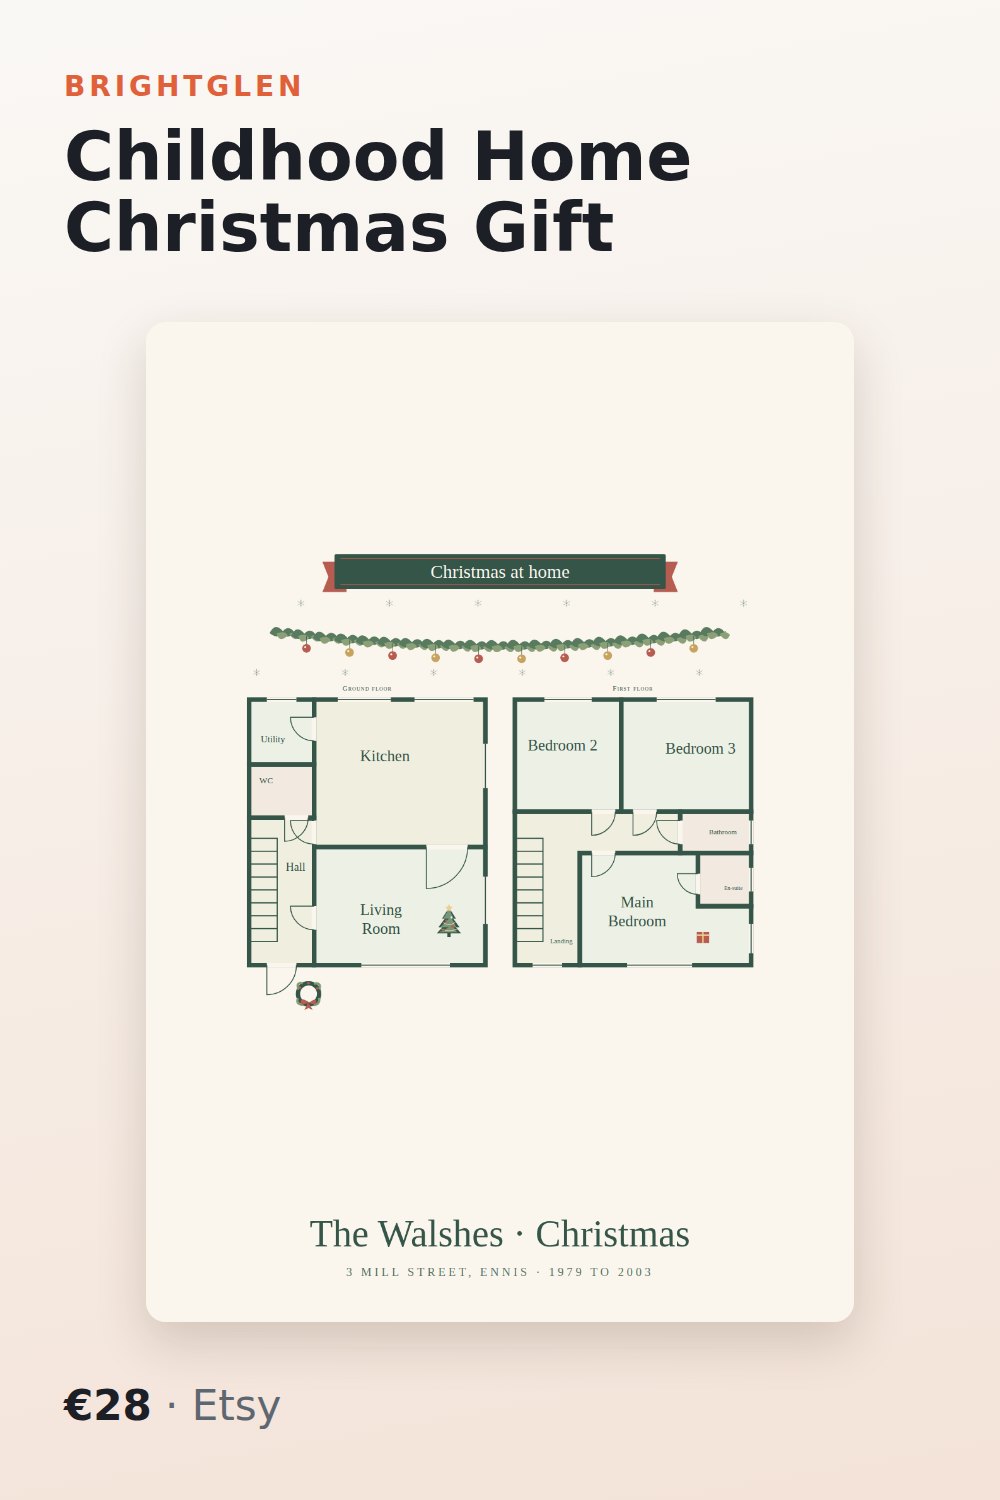 BRIGHTGLEN
Childhood Home
Christmas Gift
Christmas at home
Ground floor
First floor
Utility
Kitchen
WC
Hall
Living
Room
Bedroom 2
Bedroom 3
Bathroom
En-suite
Main
Bedroom
Landing
The Walshes · Christmas
3 MILL STREET, ENNIS · 1979 TO 2003
€28 · Etsy